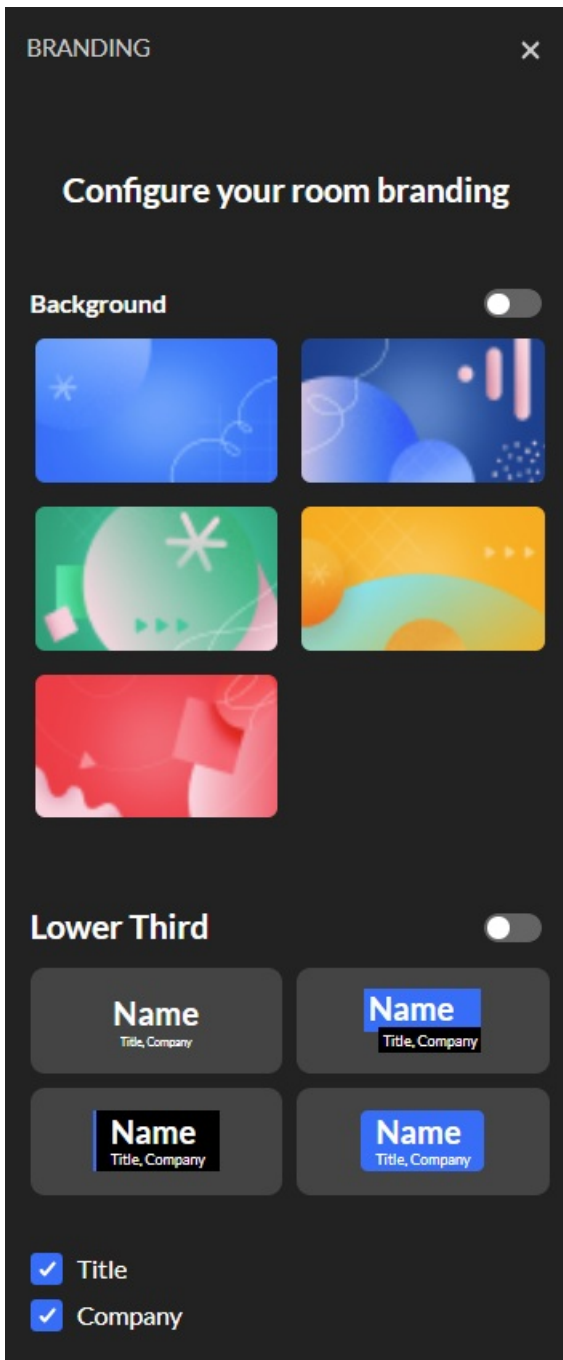 BRANDING
Configure your room branding
Background
Lower Third
Name
Title, Company
Name
Title, Company
Name
Title, Company
Name
Title, Company
Title
Company